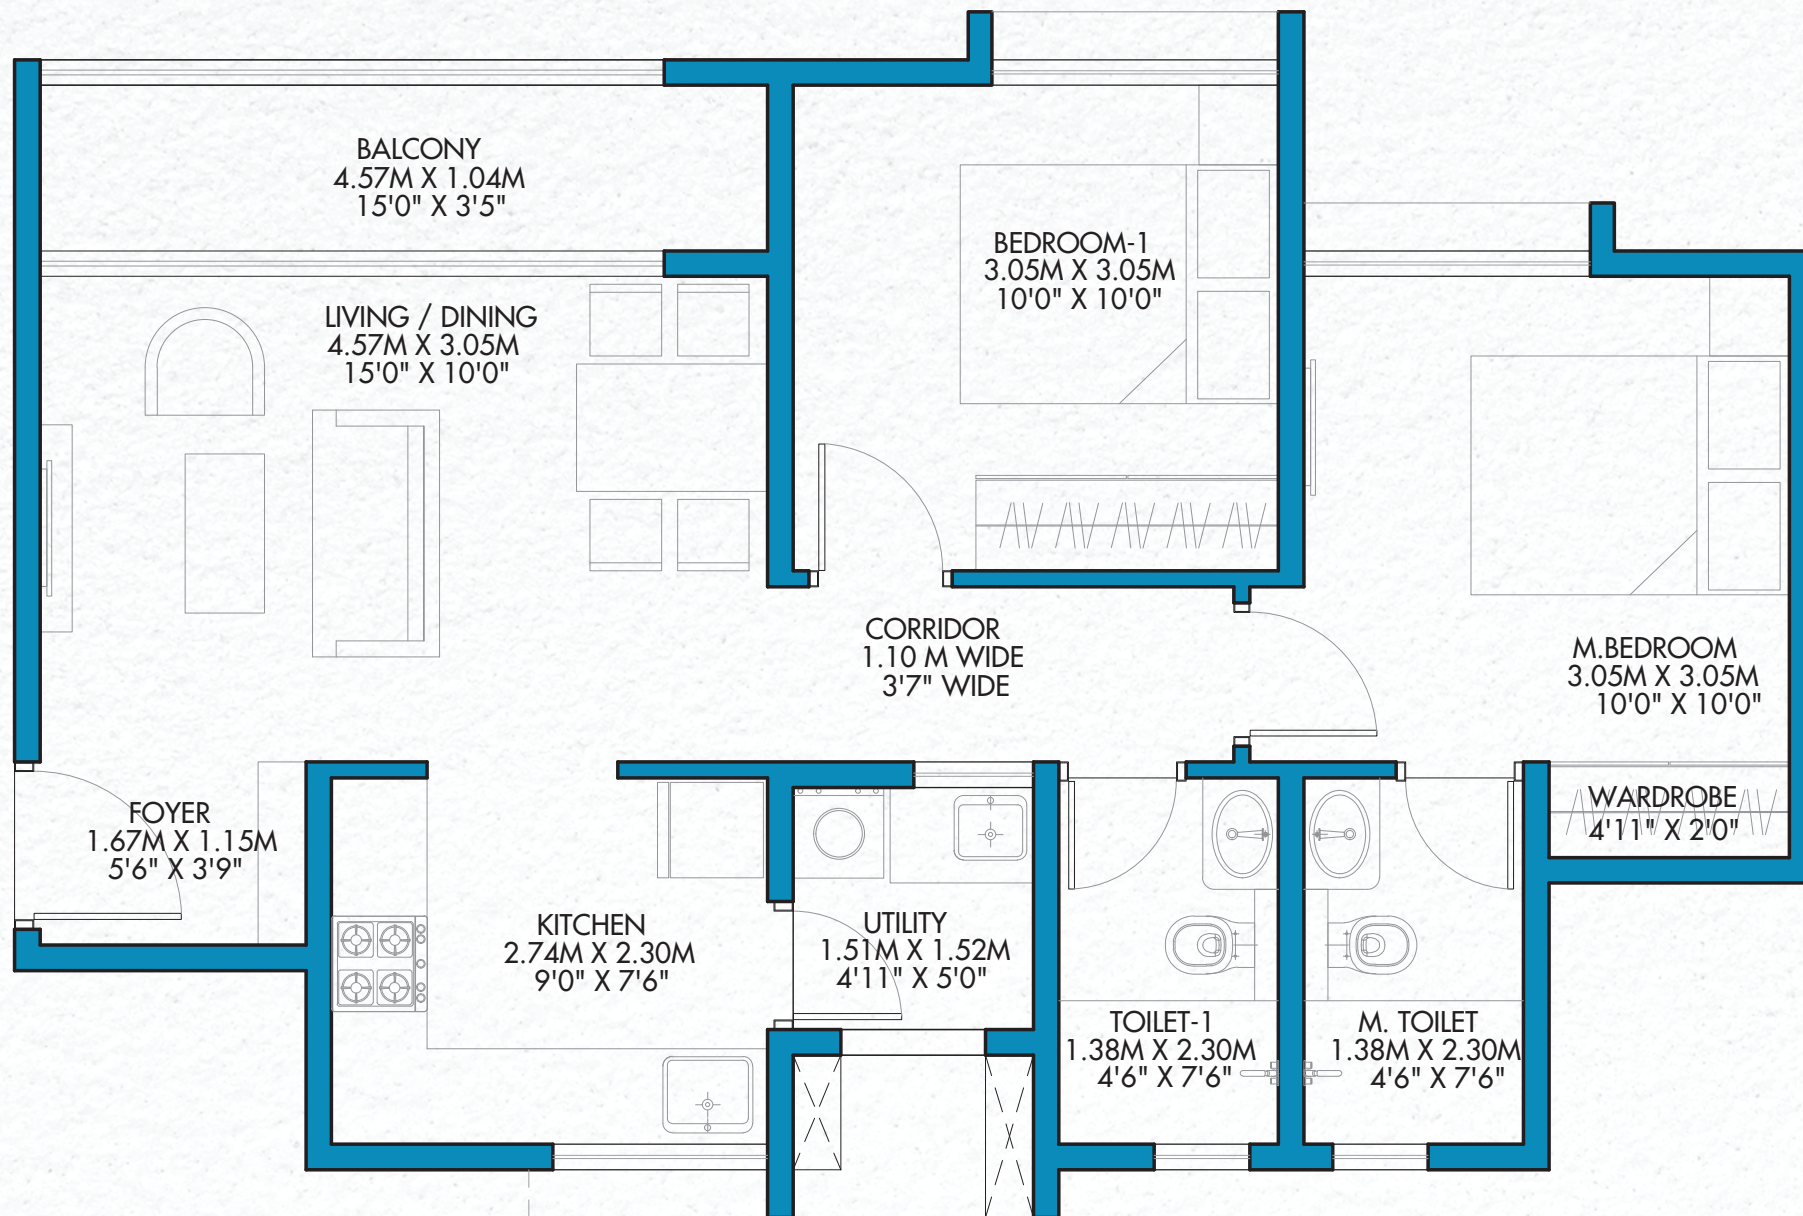 BALCONY
4.57M X 1.04M
15'0" X 3'5"
BEDROOM-1
3.05M X 3.05M
10'0" X 10'0"
LIVING / DINING
4.57M X 3.05M
15'0" X 10'0"
CORRIDOR
1.10 M WIDE
3'7" WIDE
M.BEDROOM
3.05M X 3.05M
10'0" X 10'0"
FOYER
1.67M X 1.15M
5'6" X 3'9"
WARDROBE
4'11" X 2'0"
KITCHEN
2.74M X 2.30M
9'0" X 7'6"
UTILITY
1.51M X 1.52M
4'11" X 5'0"
TOILET-1
1.38M X 2.30M
4'6" X 7'6"
M. TOILET
1.38M X 2.30M
4'6" X 7'6"